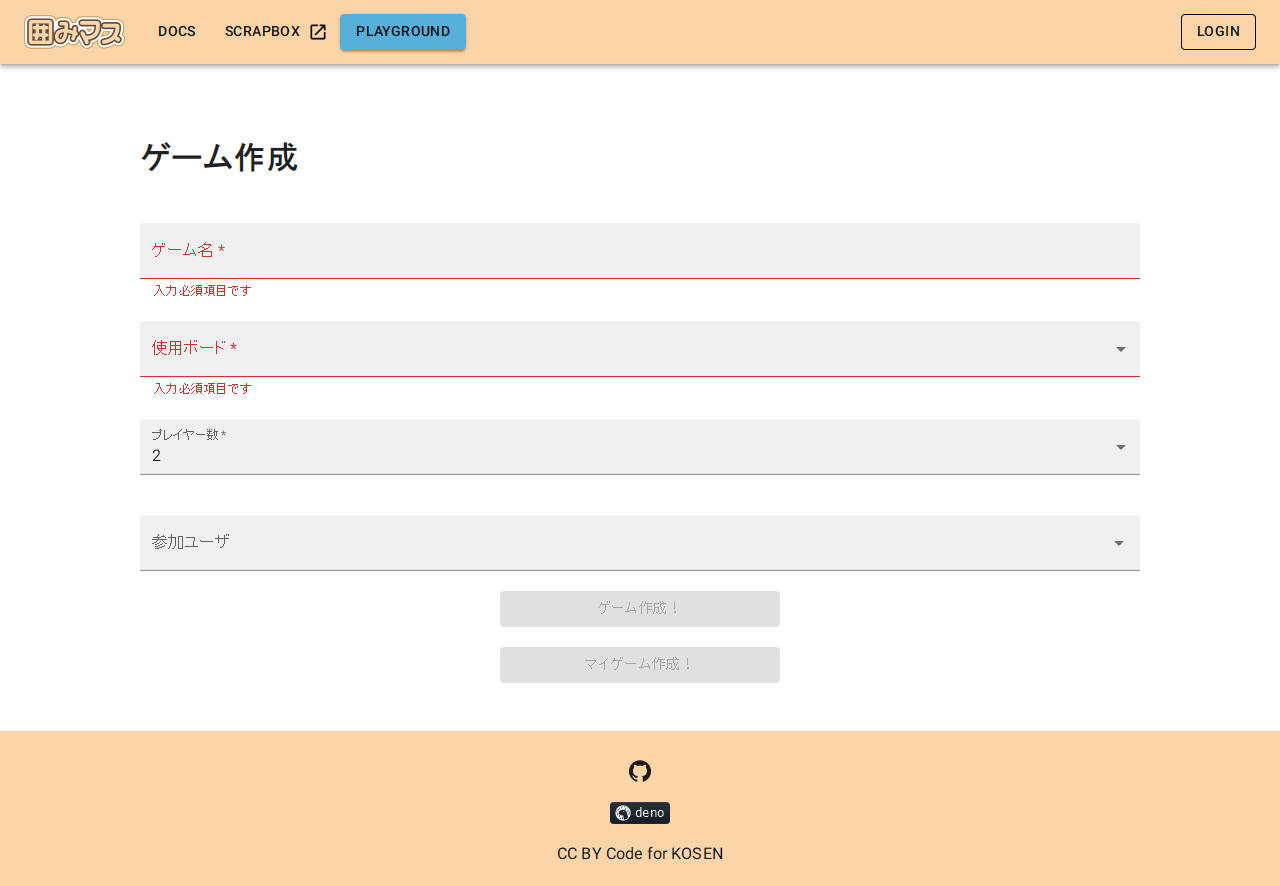 囲みマス DOCS SCRAPBOX PLAYGROUND LOGIN
ゲーム作成
ゲーム名 *
入力必須項目です
使用ボード *
入力必須項目です
プレイヤー数 *
2
参加ユーザ
ゲーム作成！
マイゲーム作成！
deno
CC BY Code for KOSEN